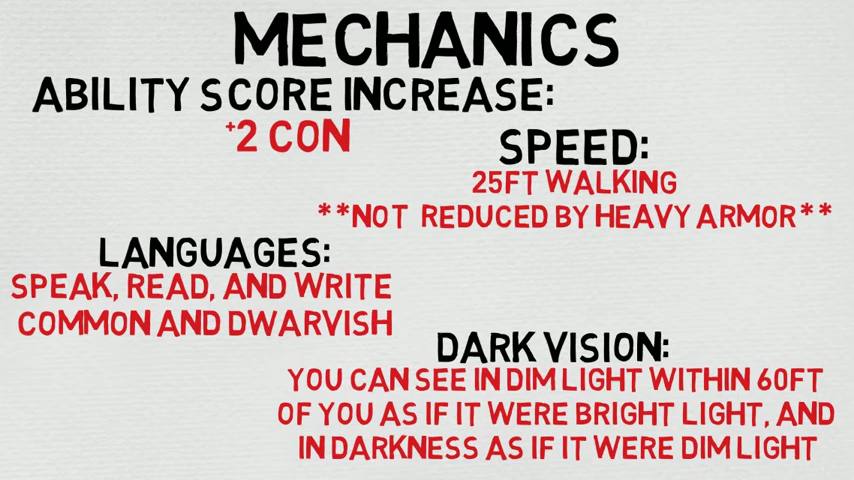 MECHANICS
ABILITY SCORE INCREASE:
+2 CON
SPEED:
25FT WALKING
**NOT REDUCED BY HEAVY ARMOR**
LANGUAGES:
SPEAK, READ, AND WRITE
COMMON AND DWARVISH
DARK VISION:
YOU CAN SEE IN DIM LIGHT WITHIN 60FT
OF YOU AS IF IT WERE BRIGHT LIGHT, AND
IN DARKNESS AS IF IT WERE DIM LIGHT